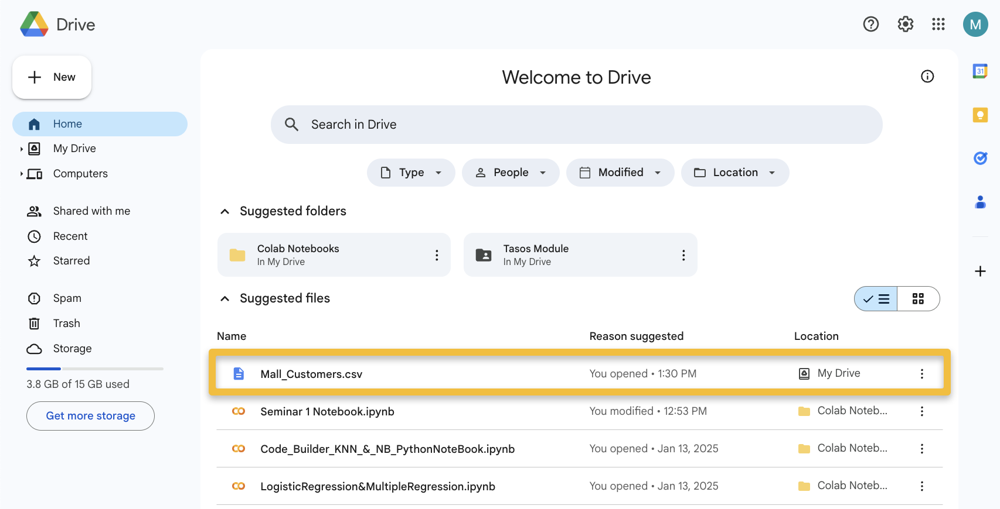 Drive
M
New
Welcome to Drive
31
Home
Search in Drive
My Drive
Computers
Type
People
Modified
Location
Shared with me
Suggested folders
Recent
Colab Notebooks
In My Drive
Tasos Module
In My Drive
Starred
Spam
Suggested files
Trash
Name
Reason suggested
Location
Storage
3.8 GB of 15 GB used
Get more storage
Mall_Customers.csv
You opened • 1:30 PM
My Drive
Seminar 1 Notebook.ipynb
You modified • 12:53 PM
Colab Noteb...
Code_Builder_KNN_&_NB_PythonNoteBook.ipynb
You opened • Jan 13, 2025
Colab Noteb...
LogisticRegression&MultipleRegression.ipynb
You opened • Jan 13, 2025
Colab Noteb...